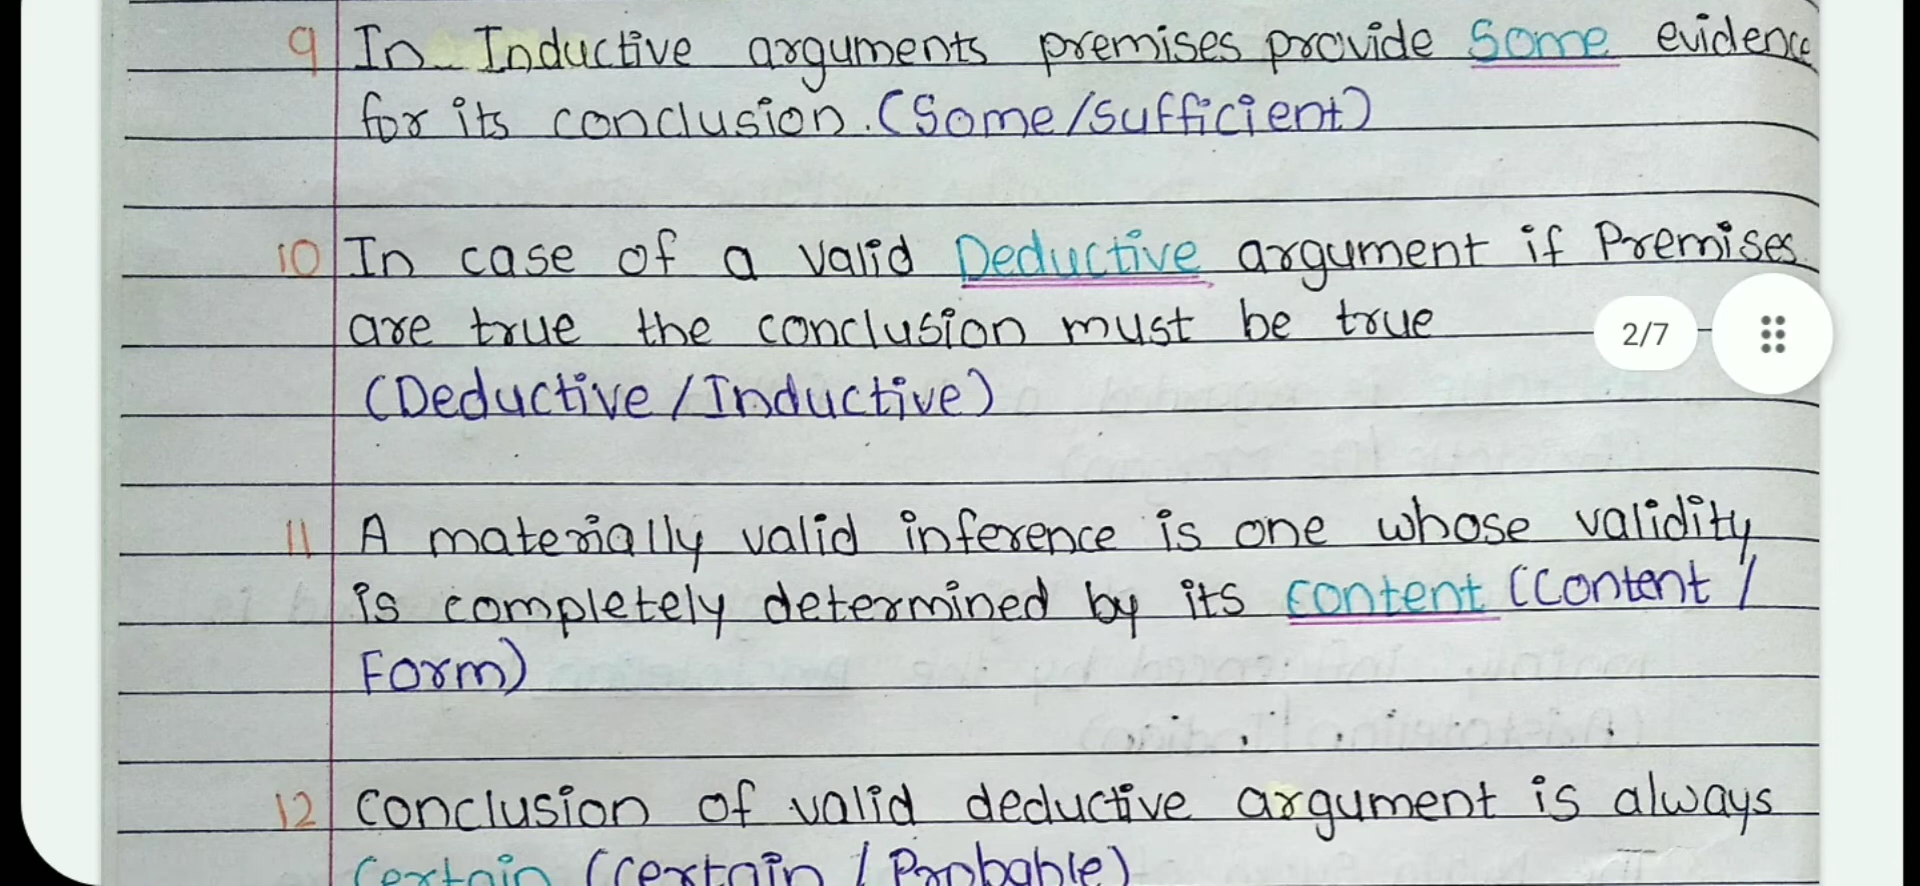 9 In Inductive arguments premises provide Some evidence
for its conclusion. (Some/sufficient)
10 In case of a valid Deductive argument if Premises
are true the conclusion must be true
2/7
(Deductive/Inductive)
11 A materially valid inference is one whose validity
is completely determined by its content (Content/
Form)
12 Conclusion of valid deductive argument is always
Certain (Certain / Probable)